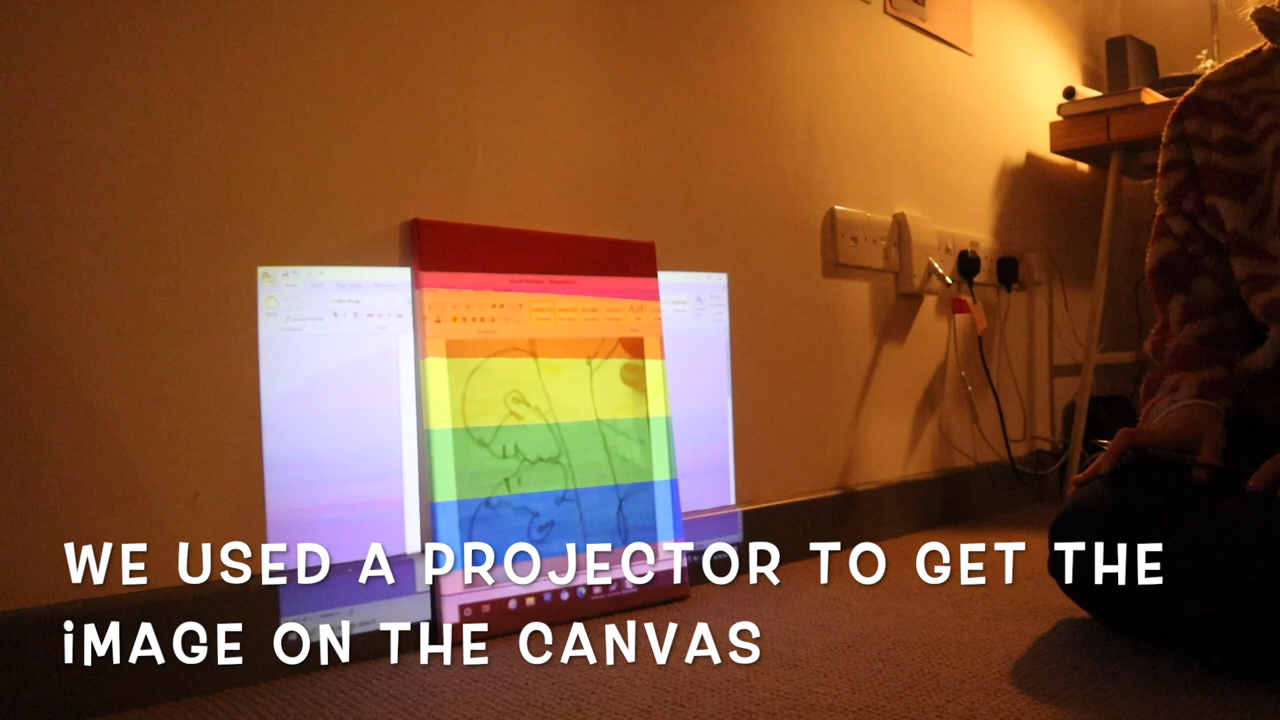 WE USED A PROJECTOR TO GET THE
iMAGE ON THE CANVAS